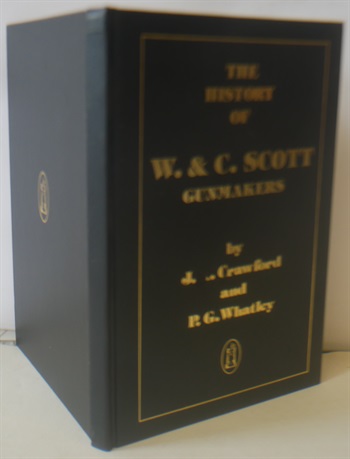 THE
HISTORY
OF
W. & C. SCOTT
GUNMAKERS
by
J. Crawford
and
P. G. Whatley